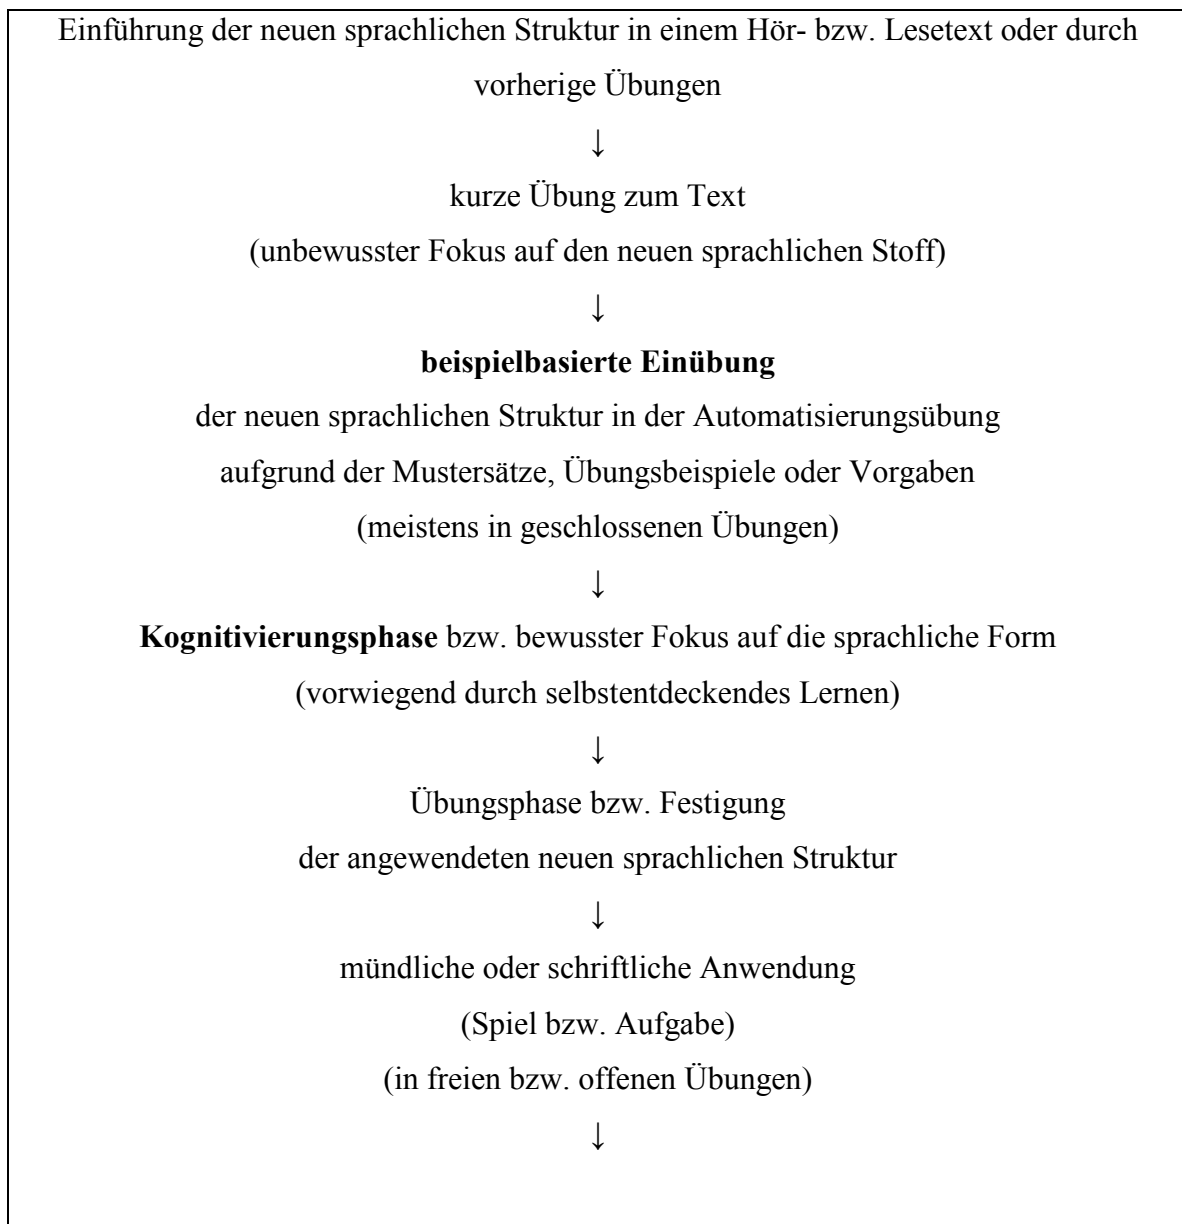 Einführung der neuen sprachlichen Struktur in einem Hör- bzw. Lesetext oder durch
vorherige Übungen
↓
kurze Übung zum Text
(unbewusster Fokus auf den neuen sprachlichen Stoff)
↓
beispielbasierte Einübung
der neuen sprachlichen Struktur in der Automatisierungsübung
aufgrund der Mustersätze, Übungsbeispiele oder Vorgaben
(meistens in geschlossenen Übungen)
↓
Kognitivierungsphase bzw. bewusster Fokus auf die sprachliche Form
(vorwiegend durch selbstentdeckendes Lernen)
↓
Übungsphase bzw. Festigung
der angewendeten neuen sprachlichen Struktur
↓
mündliche oder schriftliche Anwendung
(Spiel bzw. Aufgabe)
(in freien bzw. offenen Übungen)
↓